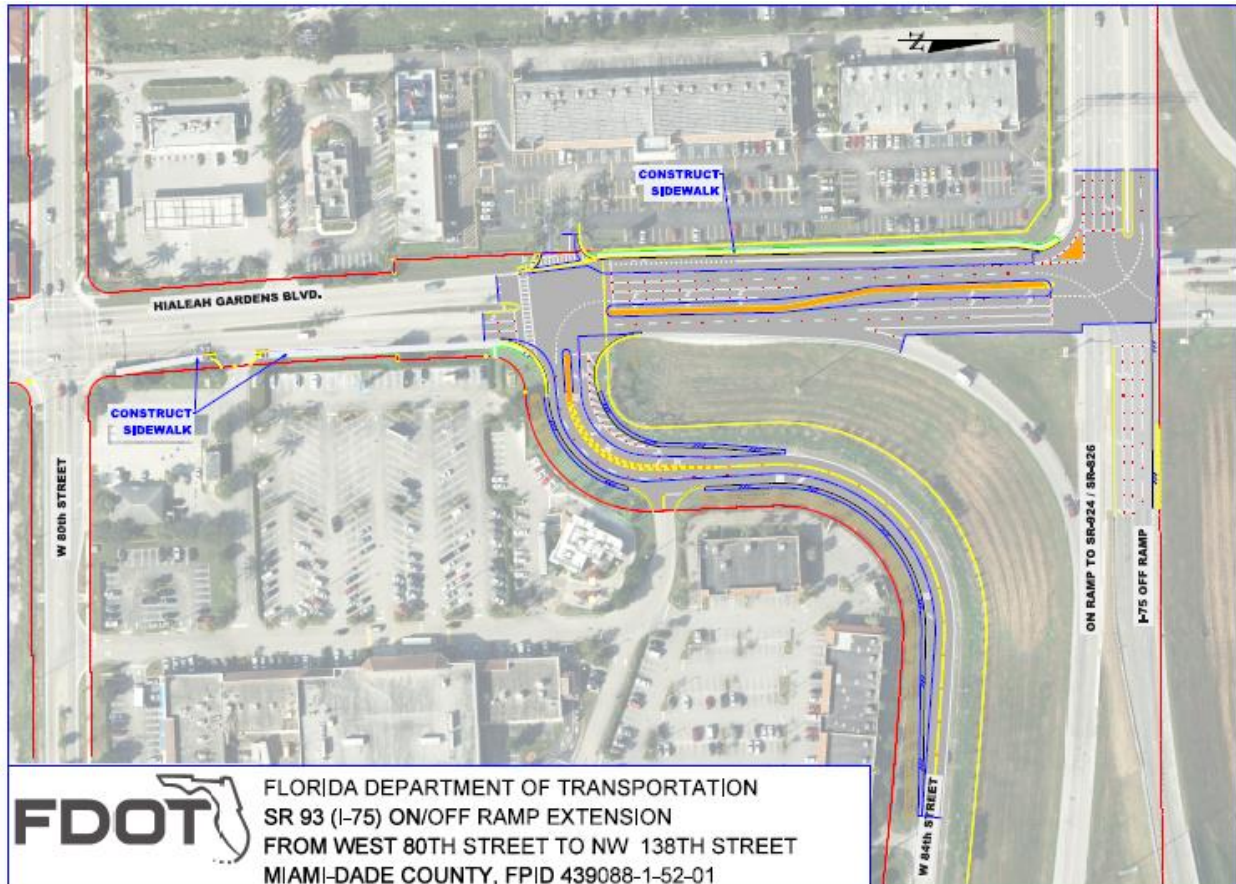 N
CONSTRUCT
SIDEWALK
HIALEAH GARDENS BLVD.
CONSTRUCT
SIDEWALK
W 80th STREET
ON RAMP TO SR-924 / SR-826
I-75 OFF RAMP
W 84th STREET
FDOT
FLORIDA DEPARTMENT OF TRANSPORTATION
SR 93 (I-75) ON/OFF RAMP EXTENSION
FROM WEST 80TH STREET TO NW 138TH STREET
MIAMI-DADE COUNTY, FPID 439088-1-52-01